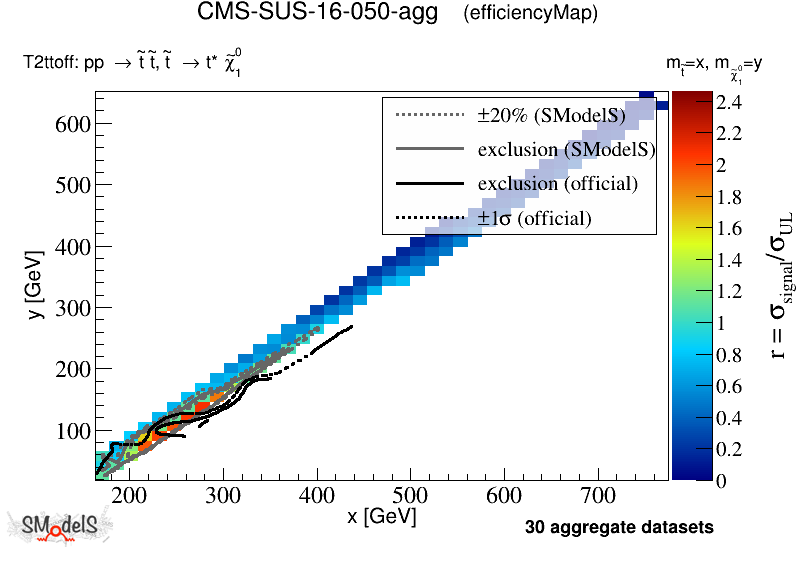 CMS-SUS-16-050-agg (efficiencyMap)
T2ttoff: pp → t̃ t̃, t̃ → t* χ̃⁰₁
m_t̃=x, m_χ̃⁰₁=y
±20% (SModelS)
exclusion (SModelS)
exclusion (official)
±1σ (official)
600
500
400
300
200
100
y [GeV]
200 300 400 500 600 700
x [GeV]
2.4
2.2
2
1.8
1.6
1.4
1.2
1
0.8
0.6
0.4
0.2
0
r = σ_signal/σ_UL
SModelS
30 aggregate datasets